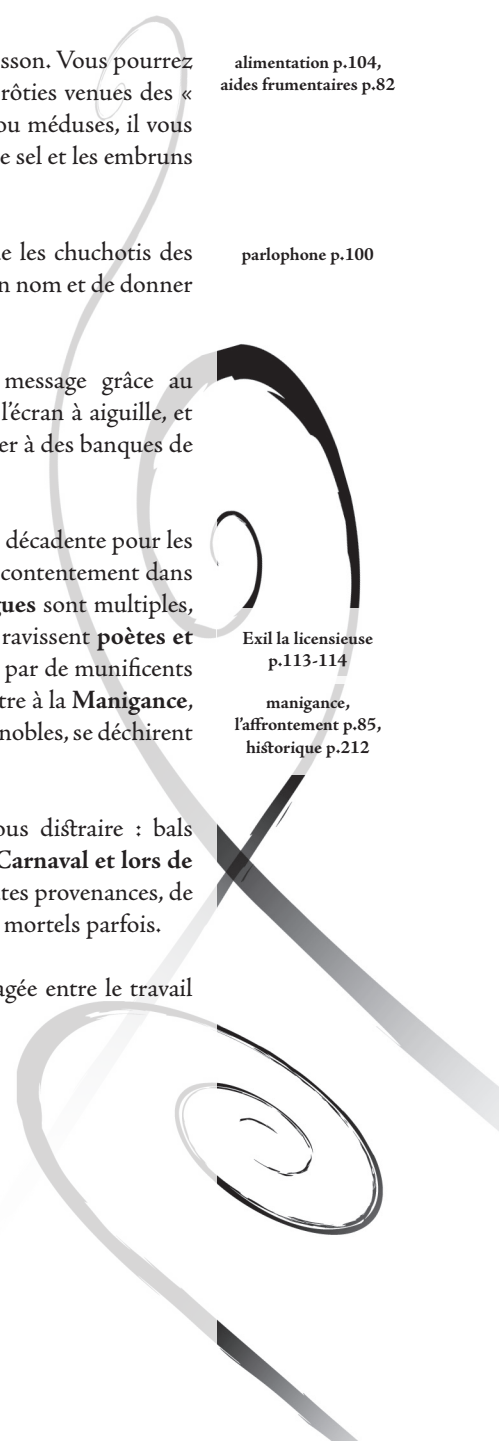 sson. Vous pourrez
rôties venues des «
ou méduses, il vous
e sel et les embruns
alimentation p.104,
aides frumentaires p.82
e les chuchotis des
n nom et de donner
parlophone p.100
message grâce au
l'écran à aiguille, et
er à des banques de
décadente pour les
contentement dans
gues sont multiples,
ravissent poètes et
par de munificents
tre à la Manigance,
nobles, se déchirent
Exil la licensieuse
p.113-114
manigance,
l'affrontement p.85,
historique p.212
ous distraire : bals
Carnaval et lors de
tes provenances, de
mortels parfois.
agée entre le travail